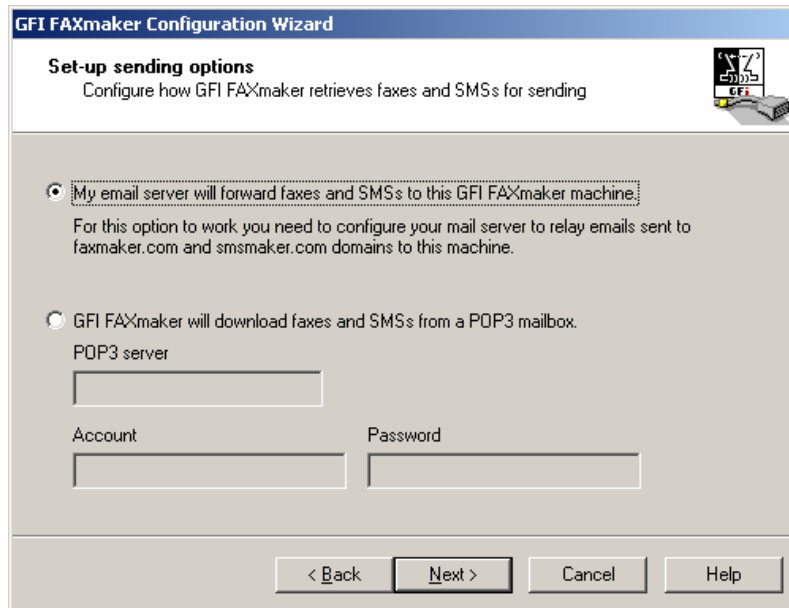 GFI FAXmaker Configuration Wizard
Set-up sending options
Configure how GFI FAXmaker retrieves faxes and SMSs for sending
GFi
My email server will forward faxes and SMSs to this GFI FAXmaker machine.
For this option to work you need to configure your mail server to relay emails sent to
faxmaker.com and smsmaker.com domains to this machine.
GFI FAXmaker will download faxes and SMSs from a POP3 mailbox.
POP3 server
Account Password
< Back Next > Cancel Help